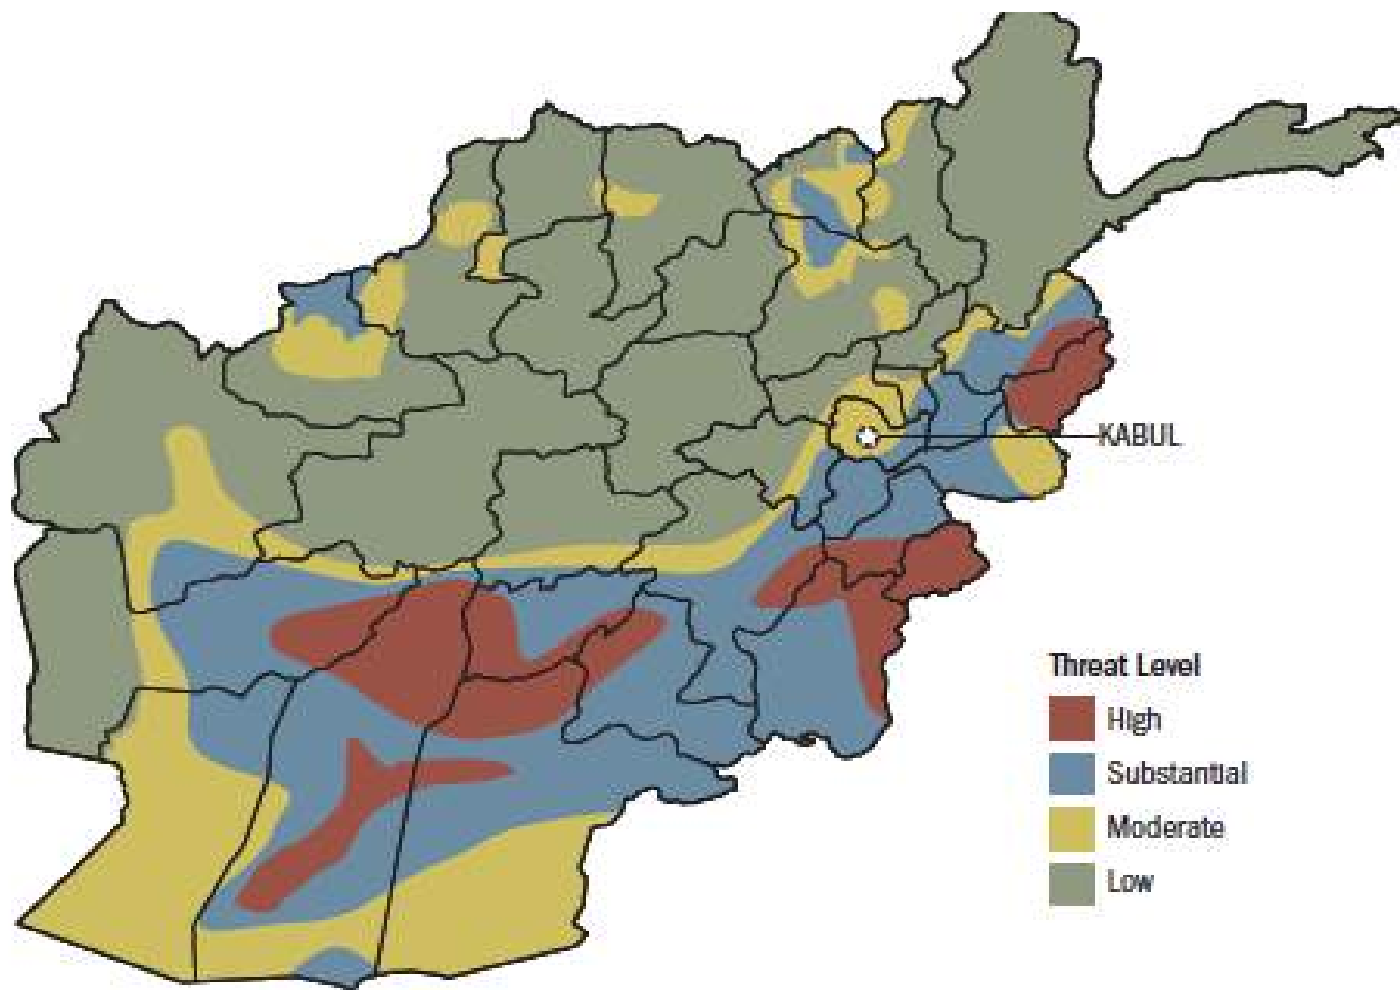 KABUL
Threat Level
High
Substantial
Moderate
Low